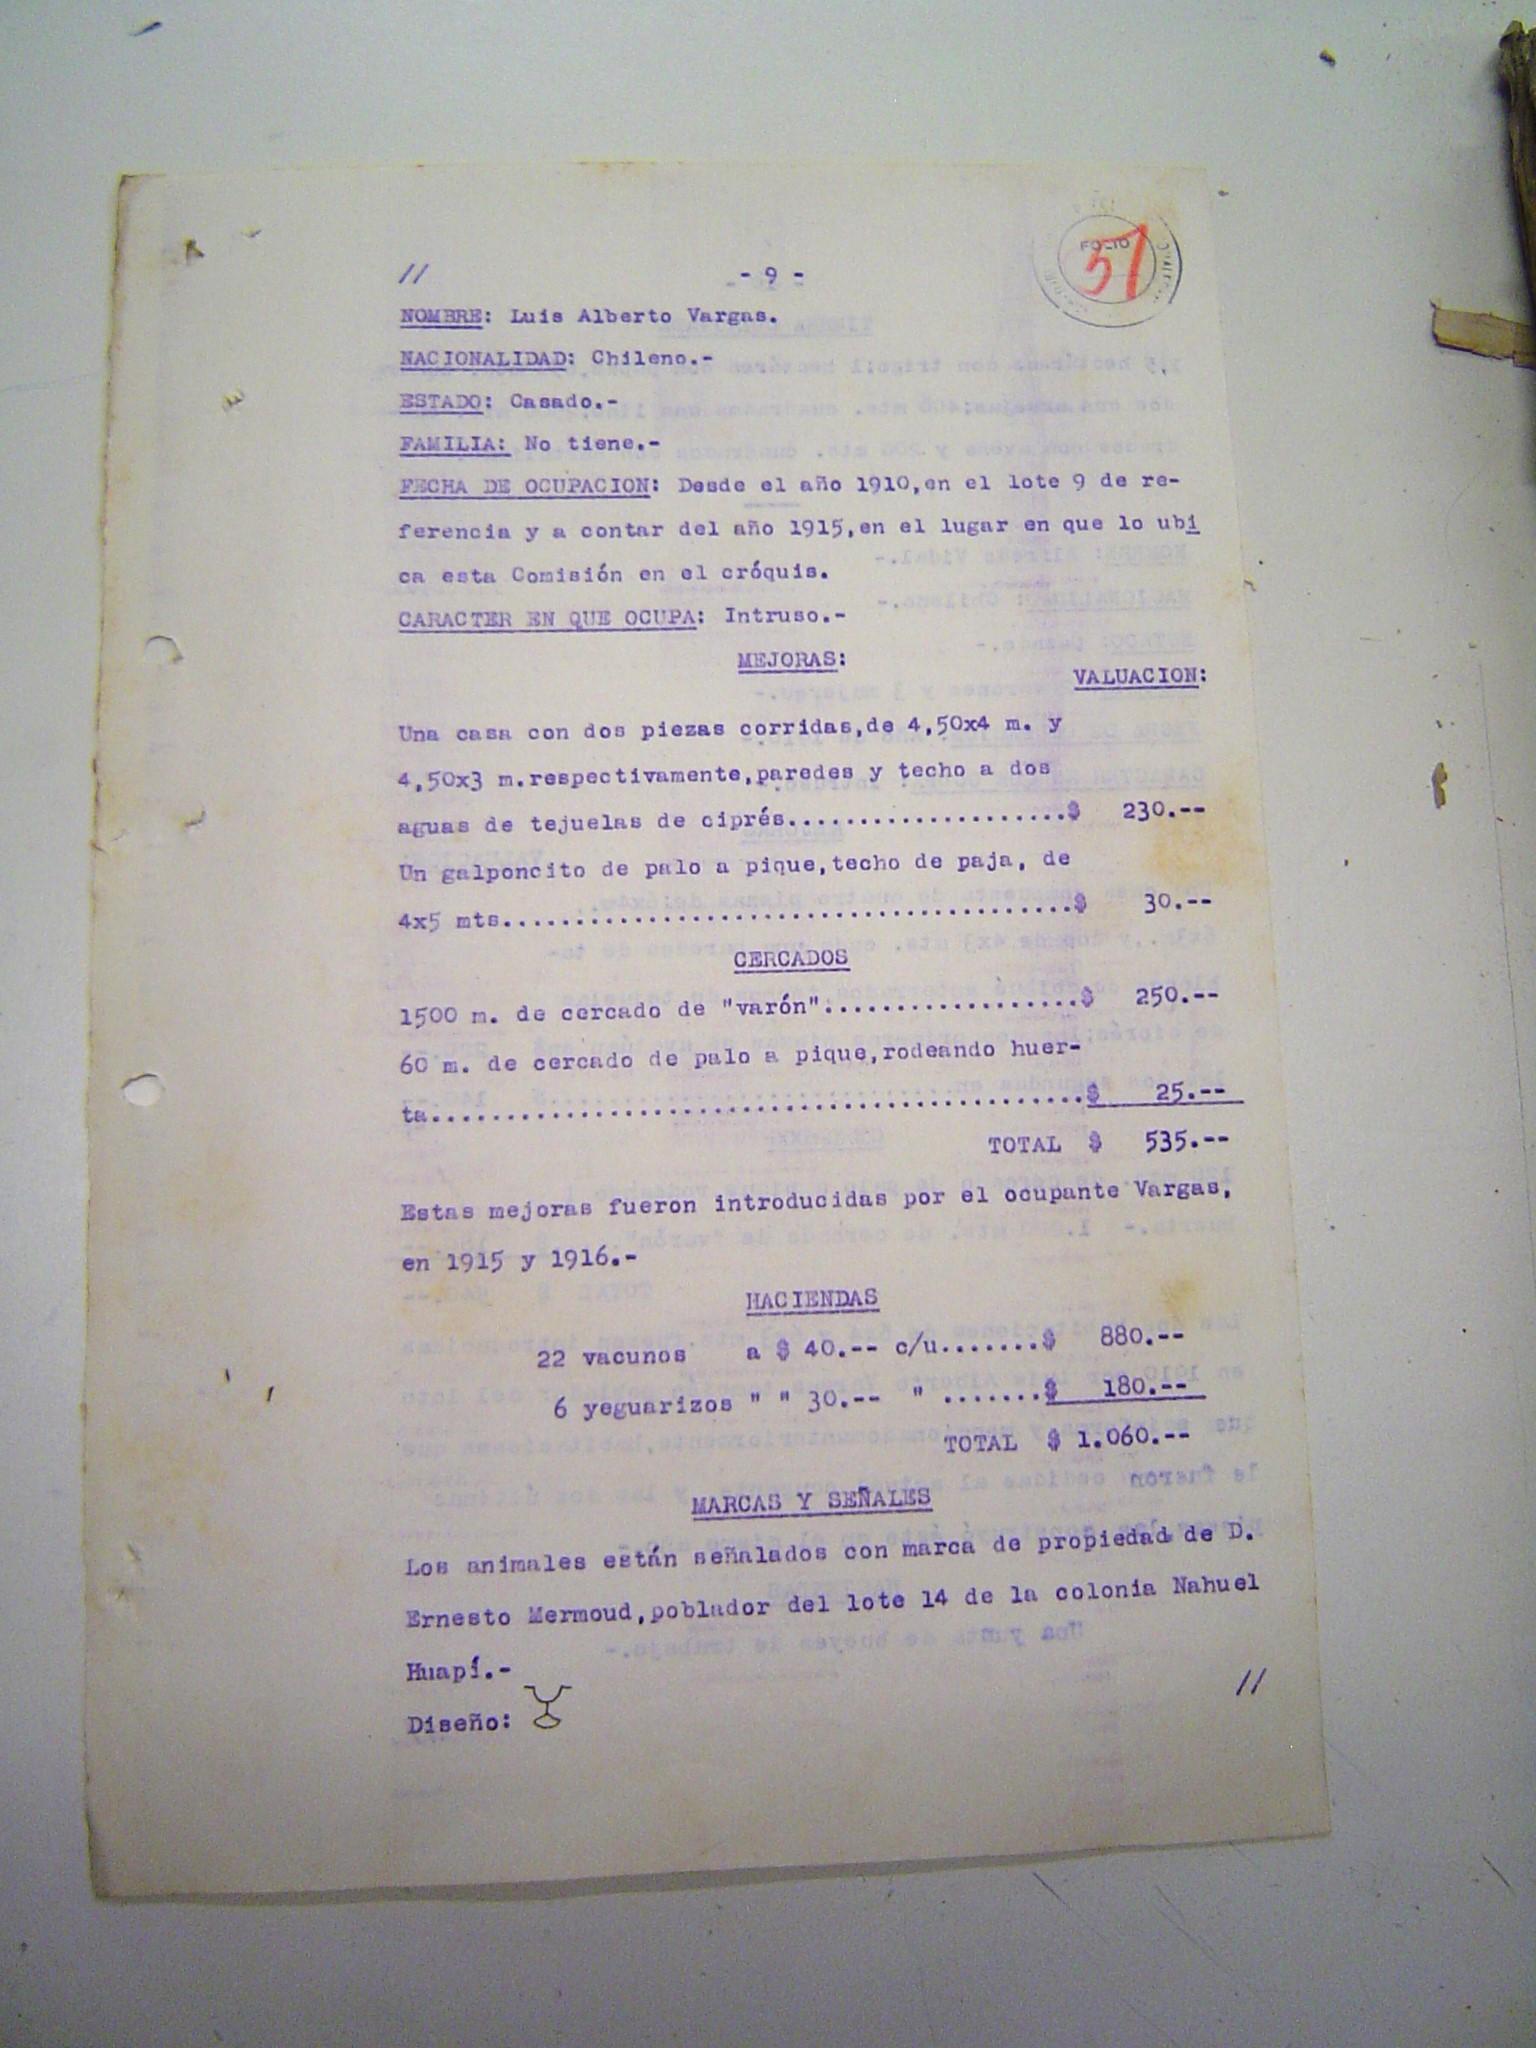 FOLIO
57
//
- 9 -
NOMBRE: Luis Alberto Vargas.
NACIONALIDAD: Chileno.-
ESTADO: Casado.-
FAMILIA: No tiene.-
FECHA DE OCUPACION: Desde el año 1910,en el lote 9 de re-
ferencia y a contar del año 1915,en el lugar en que lo ubi
ca esta Comisión en el cróquis.
CARACTER EN QUE OCUPA: Intruso.-
MEJORAS:
VALUACION:
Una casa con dos piezas corridas,de 4,50x4 m. y
4,50x3 m.respectivamente,paredes y techo a dos
aguas de tejuelas de ciprés.....................$ 230.--
Un galponcito de palo a pique,techo de paja, de
4x5 mts.......................................$ 30.--
CERCADOS
1500 m. de cercado de "varón"..................$ 250.--
60 m. de cercado de palo a pique,rodeando huer-
ta.............................................$ 25.--
TOTAL $ 535.--
Estas mejoras fueron introducidas por el ocupante Vargas,
en 1915 y 1916.-
HACIENDAS
22 vacunos a $ 40.-- c/u.......$ 880.--
6 yeguarizos " " 30.-- " .......$ 180.--
TOTAL $ 1.060.--
MARCAS Y SEÑALES
Los animales están señalados con marca de propiedad de D.
Ernesto Mermoud,poblador del lote 14 de la colonia Nahuel
Huapí.-
Diseño:
//